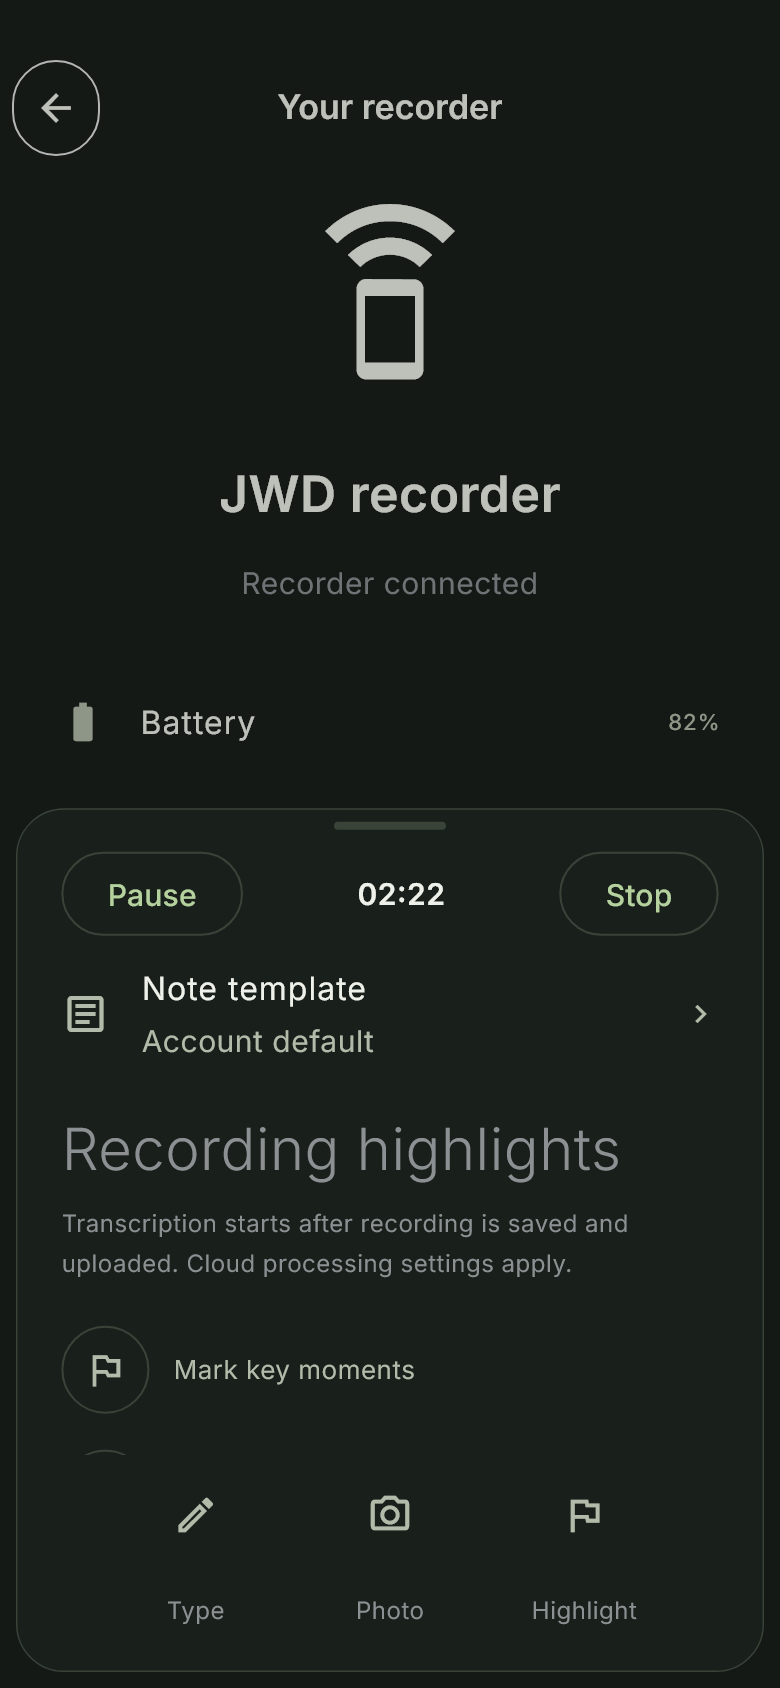 Your recorder
JWD recorder
Recorder connected
Battery
82%
Pause
02:22
Stop
Note template
Account default
Recording highlights
Transcription starts after recording is saved and
uploaded. Cloud processing settings apply.
Mark key moments
Type
Photo
Highlight